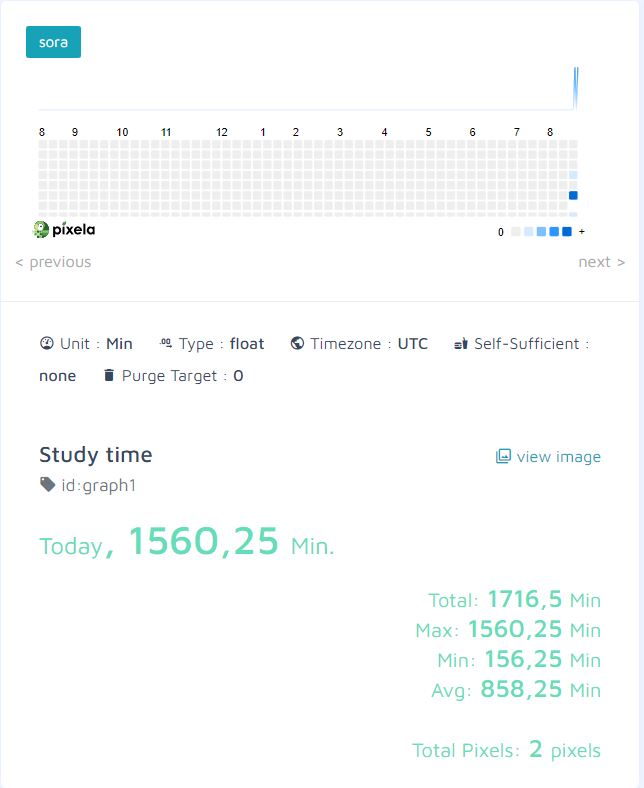 sora
8 9 10 11 12 1 2 3 4 5 6 7 8
pixela 0 +
< previous next >
Unit : Min .00 Type : float Timezone : UTC Self-Sufficient :
none Purge Target : 0
Study time view image
id:graph1
Today, 1560,25 Min.
Total: 1716,5 Min
Max: 1560,25 Min
Min: 156,25 Min
Avg: 858,25 Min
Total Pixels: 2 pixels